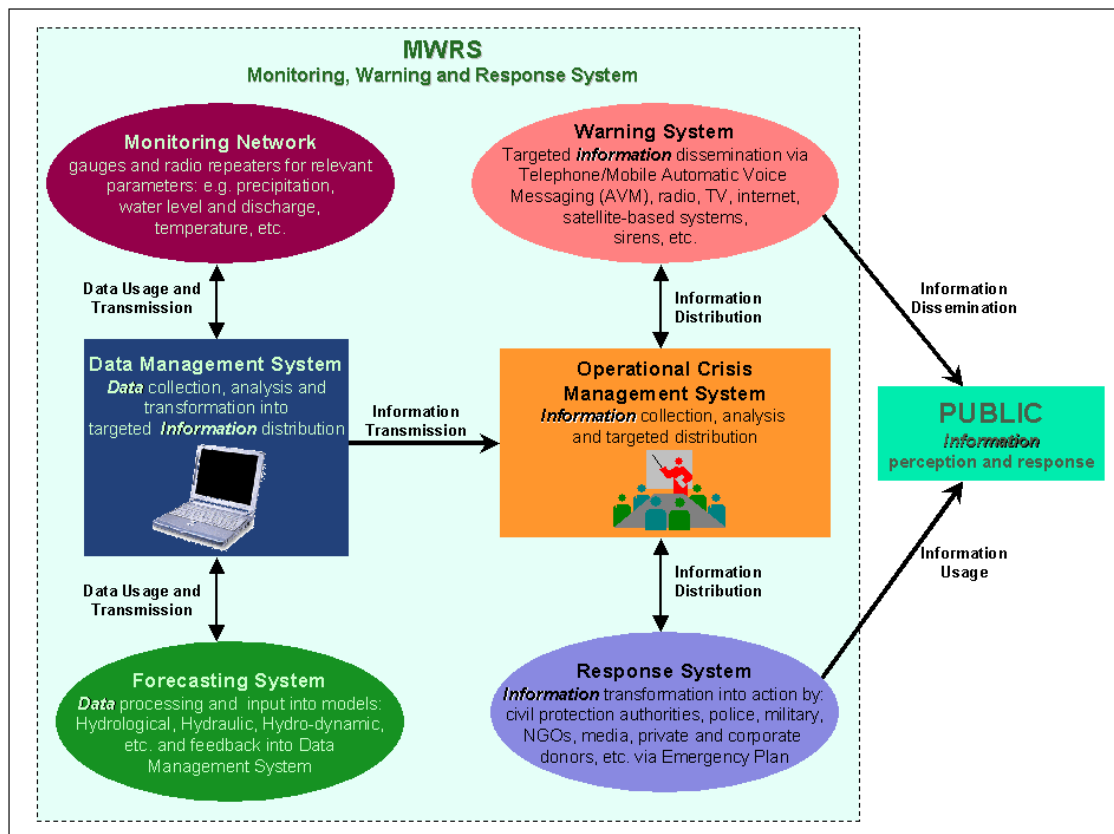 MWRS
Monitoring, Warning and Response System
Monitoring Network
gauges and radio repeaters for relevant
parameters: e.g. precipitation,
water level and discharge,
temperature, etc.
Warning System
Targeted information dissemination via
Telephone/Mobile Automatic Voice
Messaging (AVM), radio, TV, internet,
satellite-based systems,
sirens, etc.
Data Usage and
Transmission
Information
Distribution
Information
Dissemination
Data Management System
Data collection, analysis and
transformation into
targeted Information distribution
Information
Transmission
Operational Crisis
Management System
Information collection, analysis
and targeted distribution
PUBLIC
Information
perception and response
Data Usage and
Transmission
Information
Distribution
Information
Usage
Forecasting System
Data processing and input into models:
Hydrological, Hydraulic, Hydro-dynamic,
etc. and feedback into Data
Management System
Response System
Information transformation into action by:
civil protection authorities, police, military,
NGOs, media, private and corporate
donors, etc. via Emergency Plan